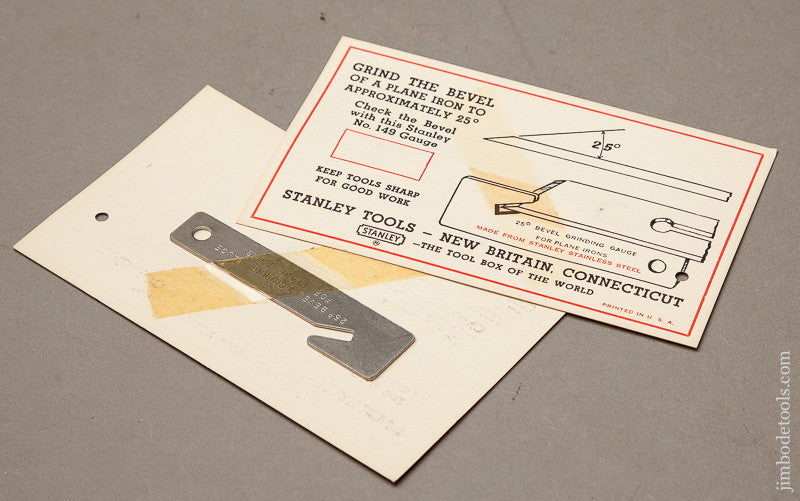 GRIND THE BEVEL
OF A PLANE IRON TO
APPROXIMATELY 25°
Check the Bevel
with this Stanley
No. 149 Gauge
KEEP TOOLS SHARP
FOR GOOD WORK
25°
25° BEVEL GRINDING GAUGE
FOR PLANE IRONS
MADE FROM STANLEY STAINLESS STEEL
STANLEY TOOLS – NEW BRITAIN, CONNECTICUT
STANLEY
®
–THE TOOL BOX OF THE WORLD
PRINTED IN U. S. A.
jimbodetools.com